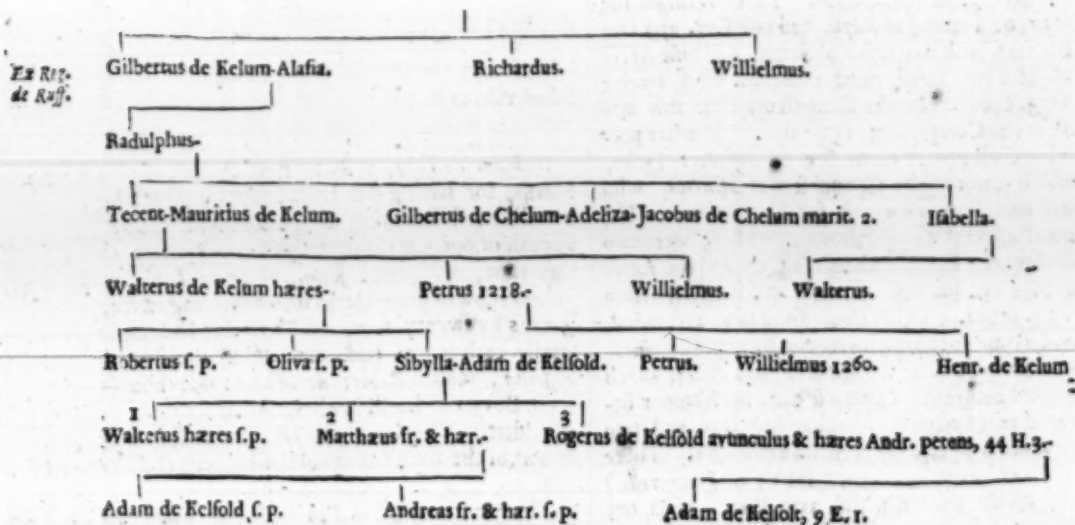 Ex Reg.
de Ruff.
Gilbertus de Kelum-Alaſia. Richardus. Willielmus.
Radulphus-
Tecent-Mauritius de Kelum. Gilbertus de Chelum-Adeliza-Jacobus de Chelum marit. 2. Iſabella.
Walterus de Kelum hæres- Petrus 1218.- Willielmus. Walterus.
Robertus ſ. p. Oliva ſ. p. Sibylla-Adam de Kelſold. Petrus. Willielmus 1260. Henr. de Kelum
1 2 3
Walterus hæres ſ. p. Matthæus fr. & hær.- Rogerus de Kelſold avunculus & hæres Andr. petens, 44 H. 3.-
Adam de Kelſold ſ. p. Andreas fr. & hær. ſ. p. Adam de Kelſolt, 9 E. 1.